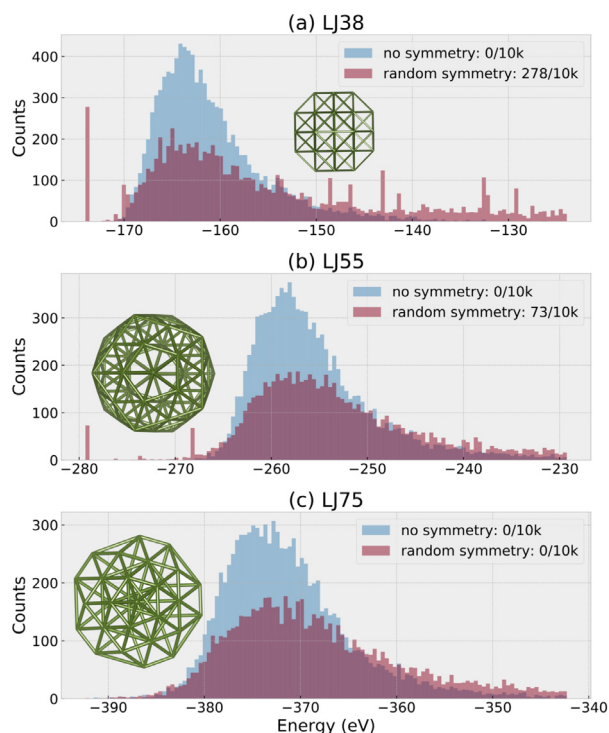 (a) LJ38
no symmetry: 0/10k
random symmetry: 278/10k
400
300
200
100
0
Counts
−170
−160
−150
−140
−130
(b) LJ55
no symmetry: 0/10k
random symmetry: 73/10k
300
200
100
0
Counts
−280
−270
−260
−250
−240
−230
(c) LJ75
no symmetry: 0/10k
random symmetry: 0/10k
300
200
100
0
Counts
−390
−380
−370
−360
−350
−340
Energy (eV)